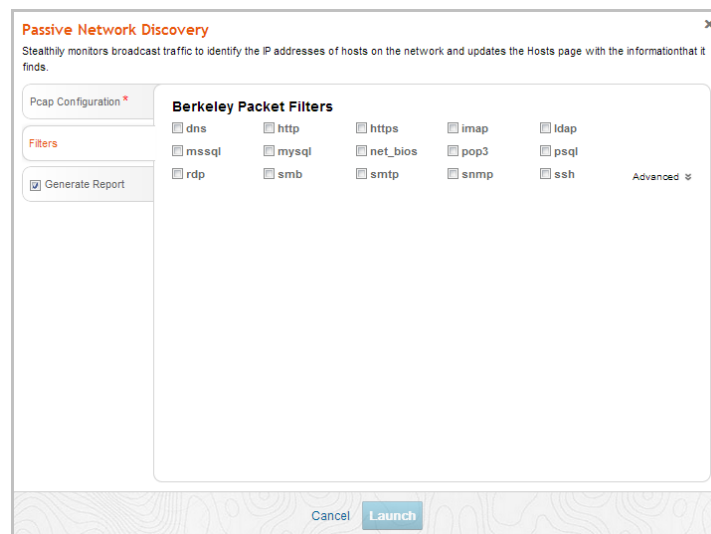 Passive Network Discovery
Stealthily monitors broadcast traffic to identify the IP addresses of hosts on the network and updates the Hosts page with the informationthat it
finds.
Pcap Configuration *
Filters
Generate Report
Berkeley Packet Filters
dns http https imap ldap
mssql mysql net_bios pop3 psql
rdp smb smtp snmp ssh Advanced
Cancel Launch